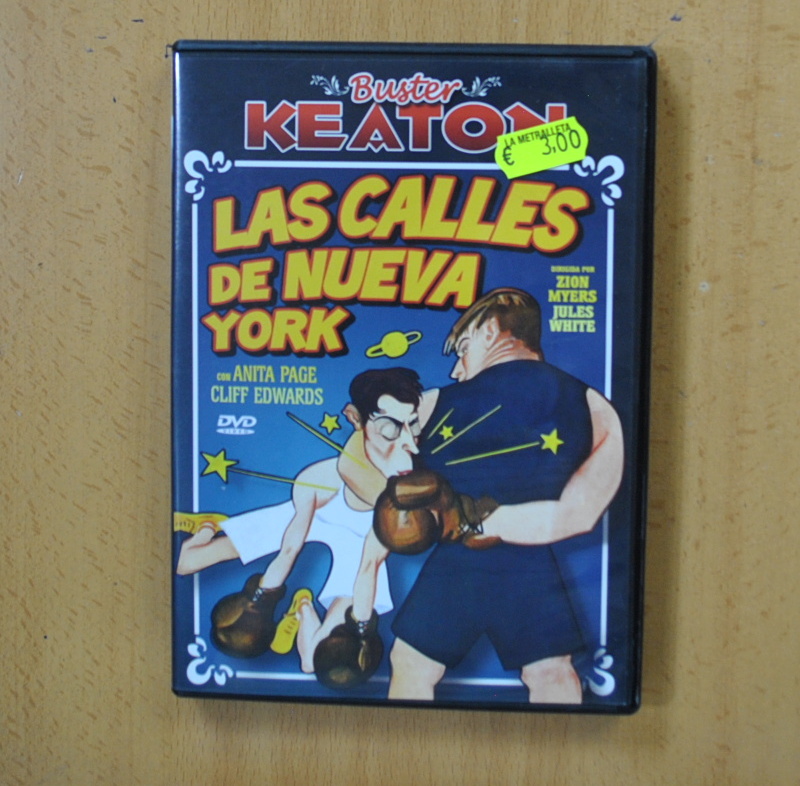 Buster
KEATON
LA METRALLETA
€ 3,00
LAS CALLES
DE NUEVA
YORK
DIRIGIDA POR
ZION
MYERS
JULES
WHITE
CON ANITA PAGE
CLIFF EDWARDS
DVD
VIDEO